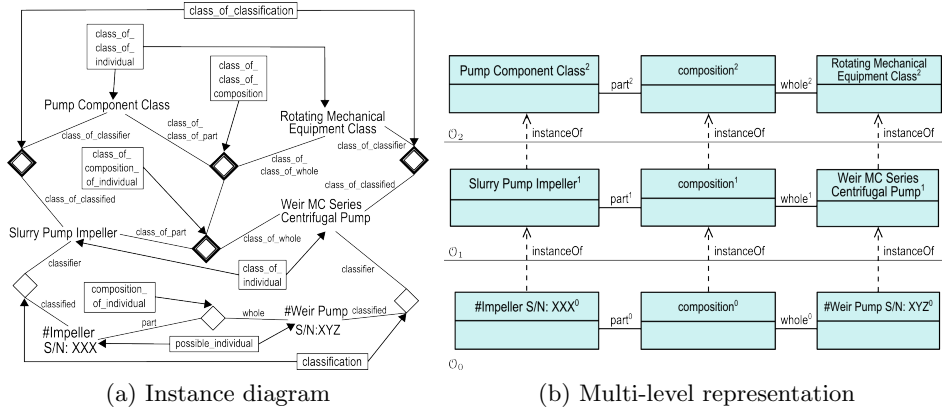 class_of_classification
class_of_
class_of_
individual
class_of_
class_of_
composition
Pump Component Class
class_of_
class_of_part
Rotating Mechanical
Equipment Class
class_of_classifier
class_of_classifier
class_of_
composition_
of_individual
class_of_
class_of_whole
class_of_classified
class_of_classified
Weir MC Series
Centrifugal Pump
Slurry Pump Impeller
class_of_part
class_of_whole
class_of_
individual
classifier
classifier
composition_
of_individual
classified
#Impeller
S/N: XXX
part
whole
#Weir Pump
S/N:XYZ
classified
possible_individual
classification
(a) Instance diagram
Pump Component Class²
part²
composition²
whole²
Rotating Mechanical
Equipment Class²
𝒪₂
instanceOf
instanceOf
instanceOf
Slurry Pump Impeller¹
part¹
composition¹
whole¹
Weir MC Series
Centrifugal Pump¹
𝒪₁
instanceOf
instanceOf
instanceOf
#Impeller S/N: XXX⁰
part⁰
composition⁰
whole⁰
#Weir Pump S/N: XYZ⁰
𝒪₀
(b) Multi-level representation